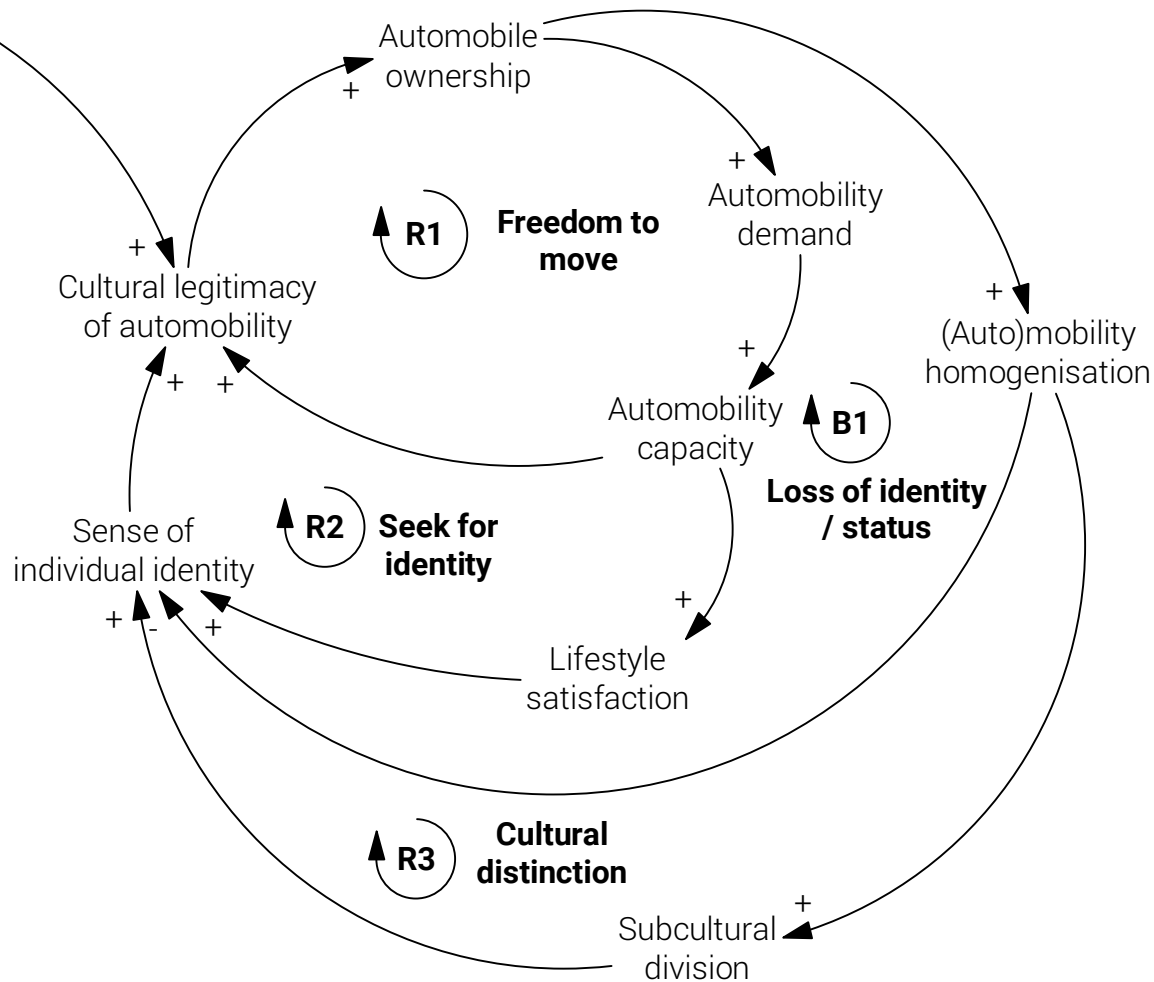 Automobile
ownership
+
+
Automobility
demand
R1
Freedom to
move
+
Cultural legitimacy
of automobility
+
(Auto)mobility
homogenisation
+
+
+
Automobility
capacity
B1
Loss of identity
/ status
Sense of
individual identity
R2
Seek for
identity
+
-
+
+
Lifestyle
satisfaction
R3
Cultural
distinction
+
Subcultural
division